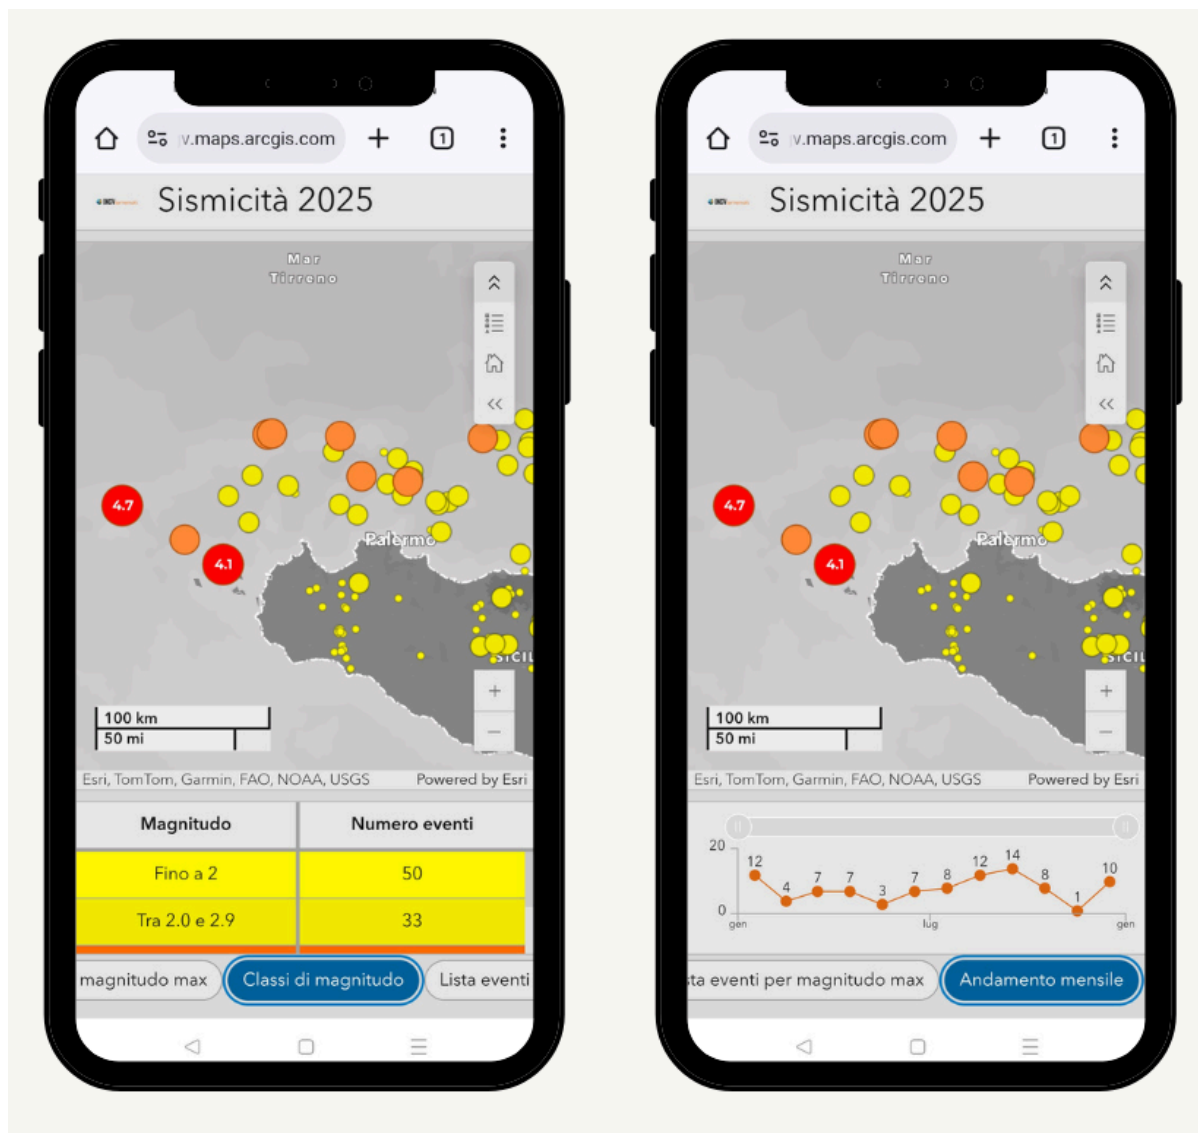 v.maps.arcgis.com
1
Sismicità 2025
Mar
Tirreno
4.7
4.1
Palermo
SICIL
100 km
50 mi
Esri, TomTom, Garmin, FAO, NOAA, USGS Powered by Esri
Magnitudo Numero eventi
Fino a 2 50
Tra 2.0 e 2.9 33
magnitudo max Classi di magnitudo Lista eventi
v.maps.arcgis.com
1
Sismicità 2025
Mar
Tirreno
4.7
4.1
Palermo
SICIL
100 km
50 mi
Esri, TomTom, Garmin, FAO, NOAA, USGS Powered by Esri
20
12 4 7 7 3 7 8 12 14 8 1 10
0
gen lug gen
sta eventi per magnitudo max Andamento mensile